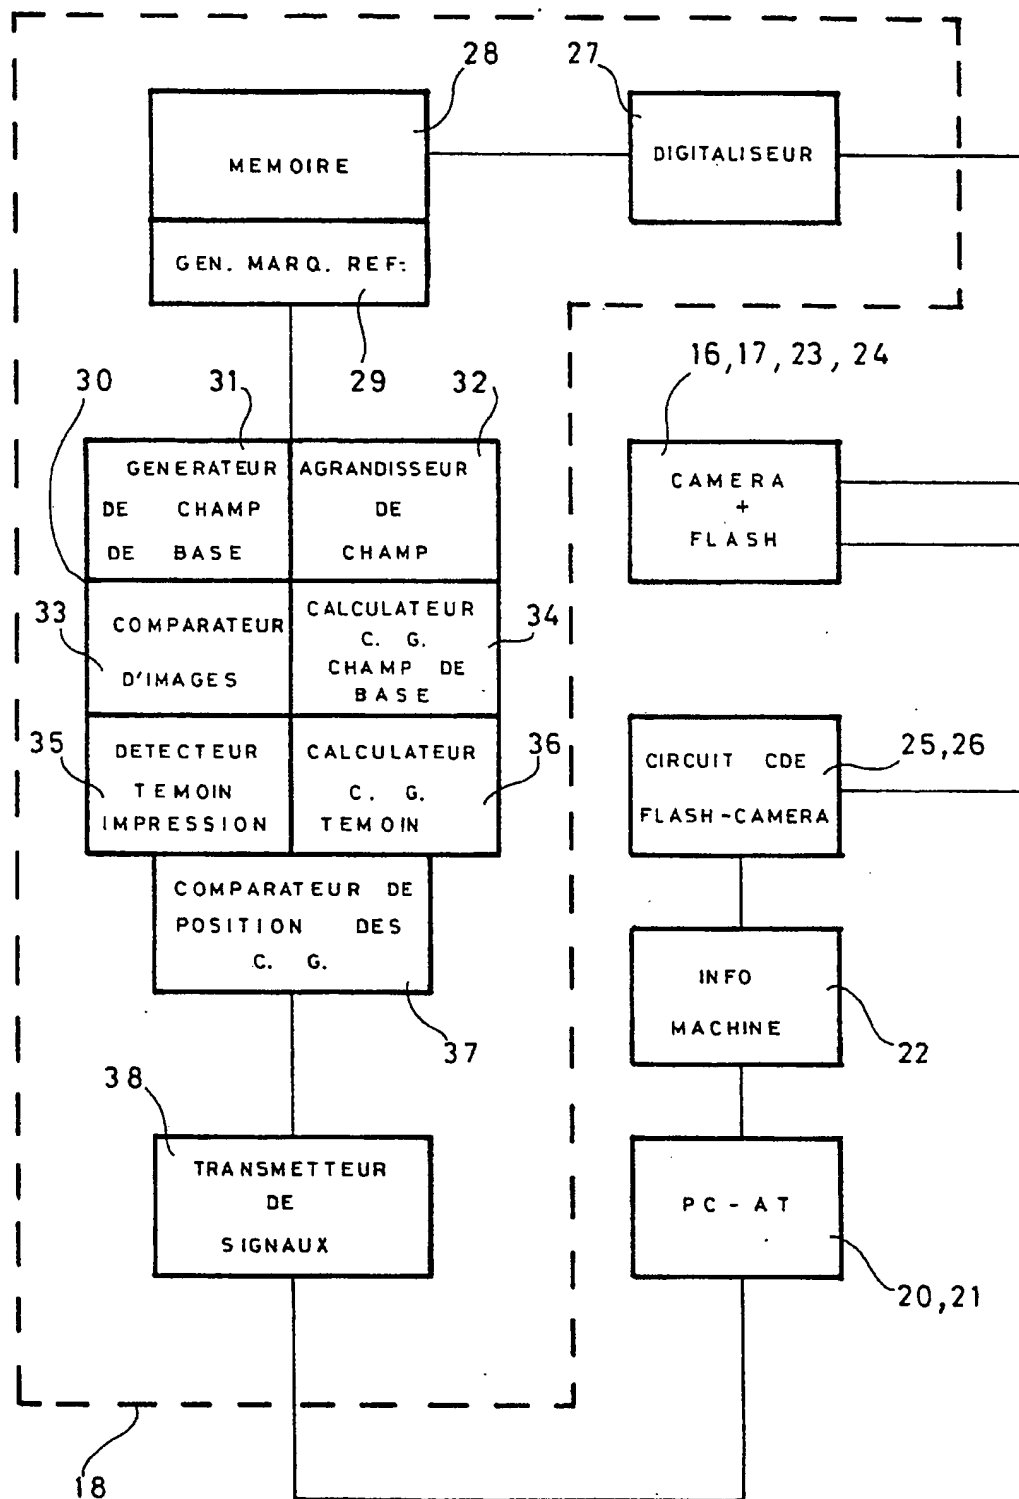 28
27
MEMOIRE
DIGITALISEUR
GEN. MARQ. REF.
16,17,23,24
30
31
29
32
GENERATEUR
DE CHAMP
DE BASE
AGRANDISSEUR
DE
CHAMP
CAMERA
+
FLASH
33
COMPARATEUR
D'IMAGES
CALCULATEUR
C. G.
CHAMP DE
BASE
34
35
DETECTEUR
TEMOIN
IMPRESSION
CALCULATEUR
C. G.
TEMOIN
36
CIRCUIT CDE
FLASH-CAMERA
25,26
COMPARATEUR DE
POSITION DES
C. G.
37
INFO
MACHINE
22
38
TRANSMETTEUR
DE
SIGNAUX
PC-AT
20,21
18